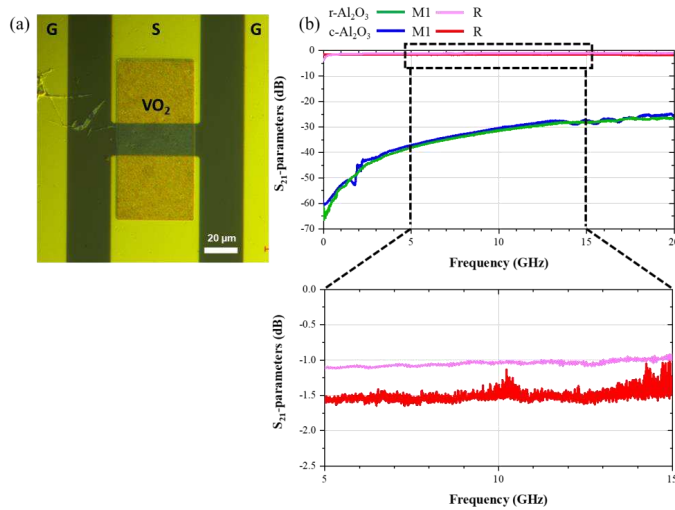 (a)
G S G
VO₂
20 µm
(b)
r-Al₂O₃ M1 R
c-Al₂O₃ M1 R
S₂₁-parameters (dB)
0
-10
-20
-30
-40
-50
-60
-70
0 5 10 15 20
Frequency (GHz)
S₂₁-parameters (dB)
0.0
-0.5
-1.0
-1.5
-2.0
-2.5
5 10 15
Frequency (GHz)